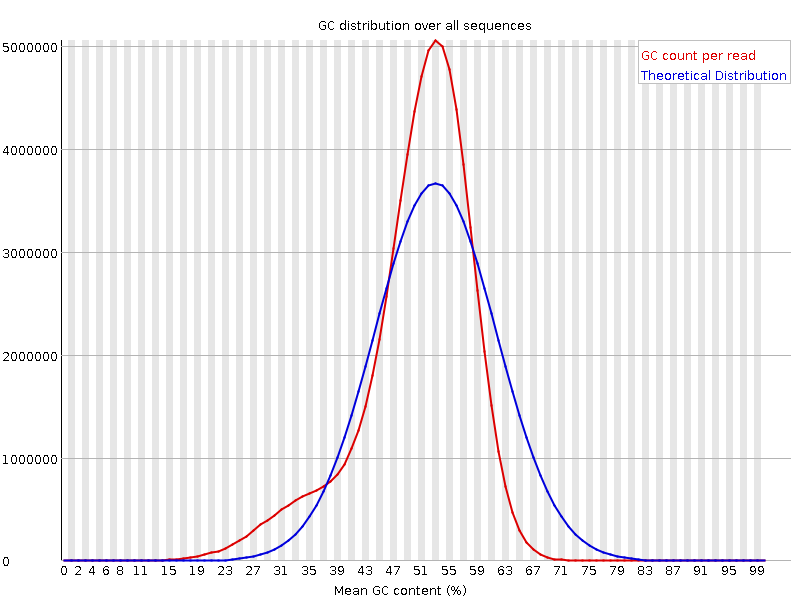 GC distribution over all sequences
GC count per read
Theoretical Distribution
5000000
4000000
3000000
2000000
1000000
0
0 2 4 6 8 11 15 19 23 27 31 35 39 43 47 51 55 59 63 67 71 75 79 83 87 91 95 99
Mean GC content (%)